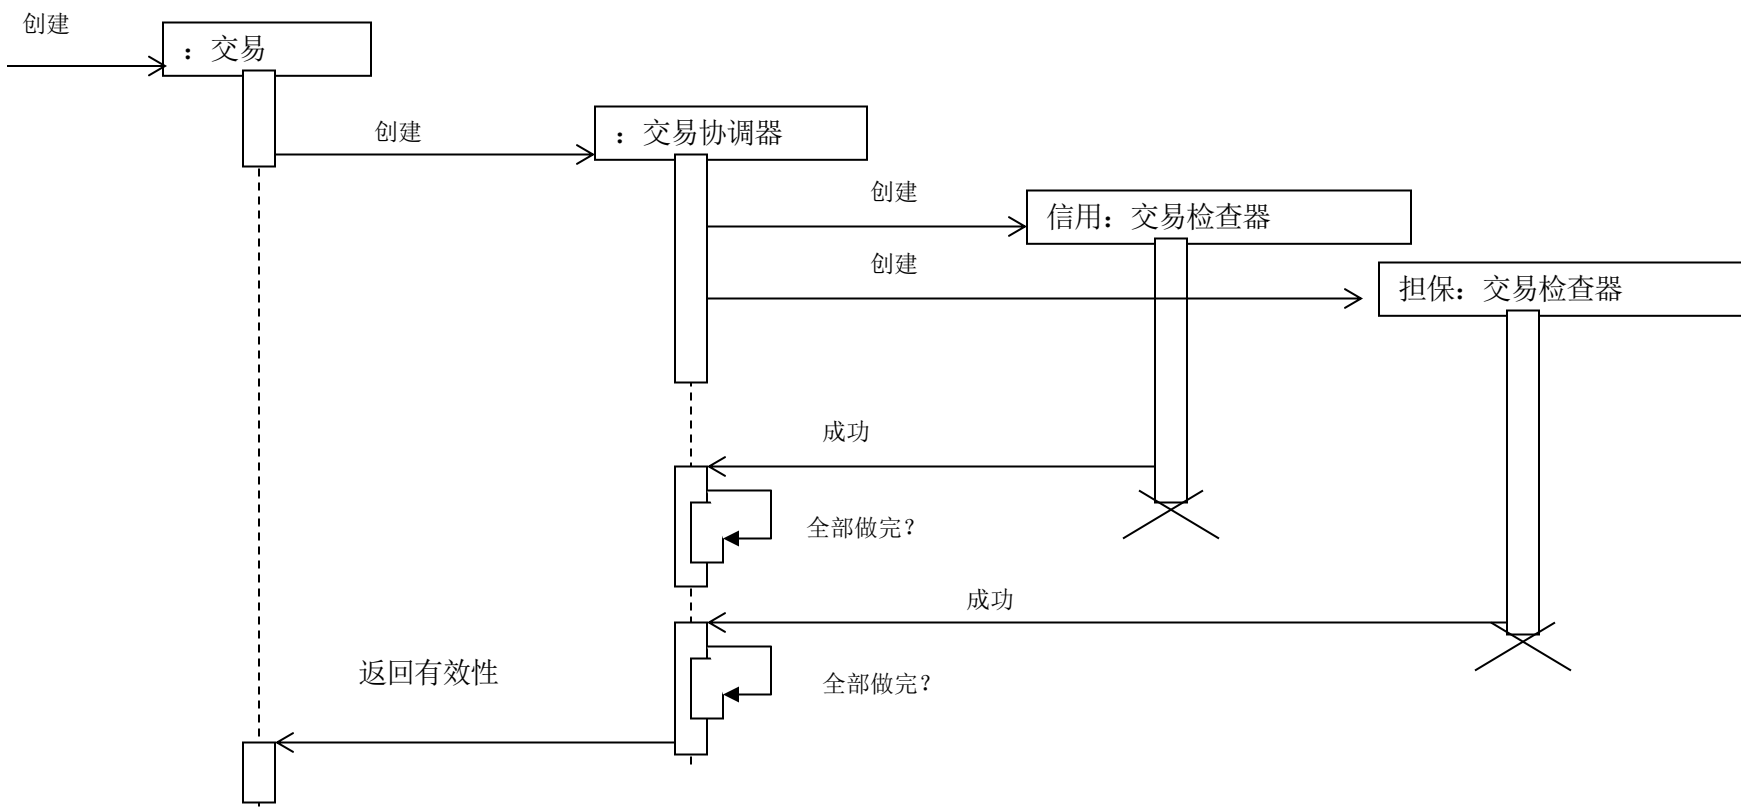 创建
：交易
创建
：交易协调器
创建
信用：交易检查器
创建
担保：交易检查器
成功
全部做完？
成功
返回有效性
全部做完？